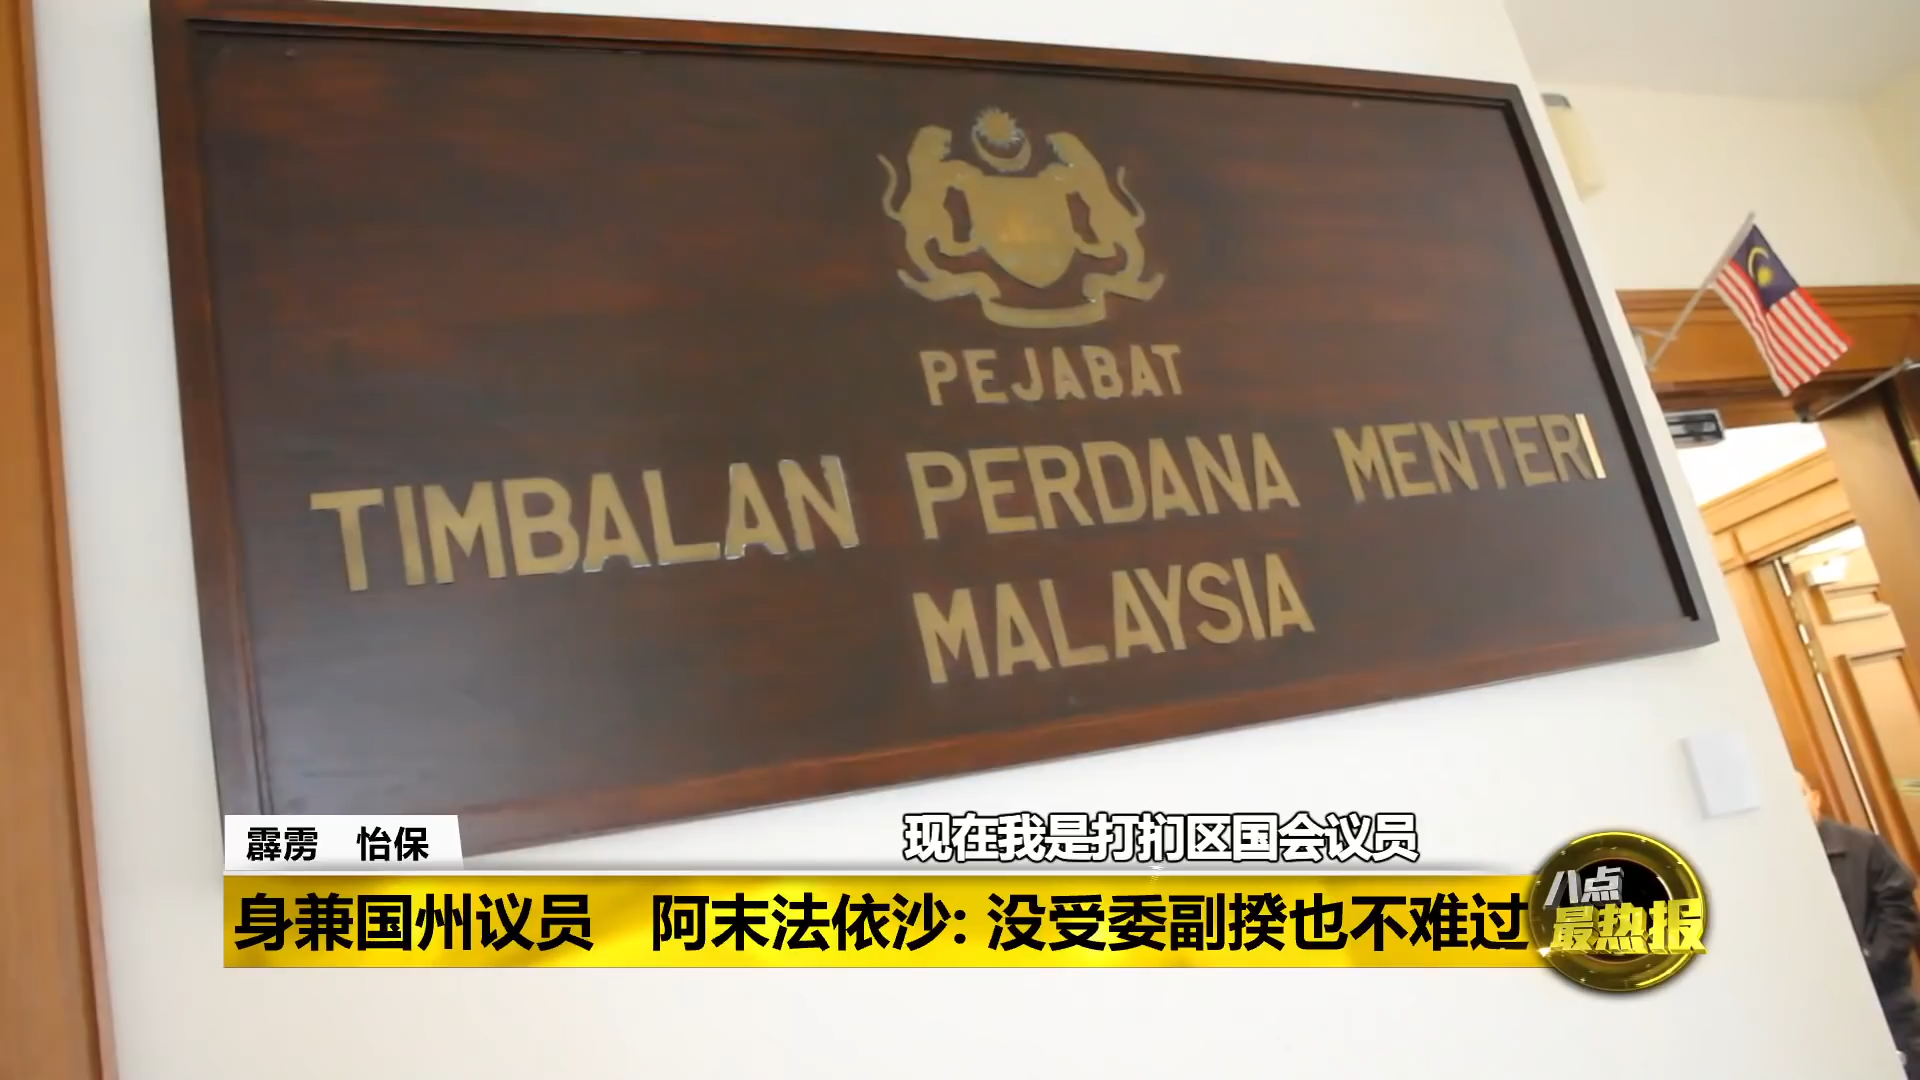 PEJABAT
TIMBALAN PERDANA MENTERI
MALAYSIA
现在我是打扪区国会议员
霹雳 怡保
身兼国州议员 阿末法依沙: 没受委副揆也不难过
八点
最热报